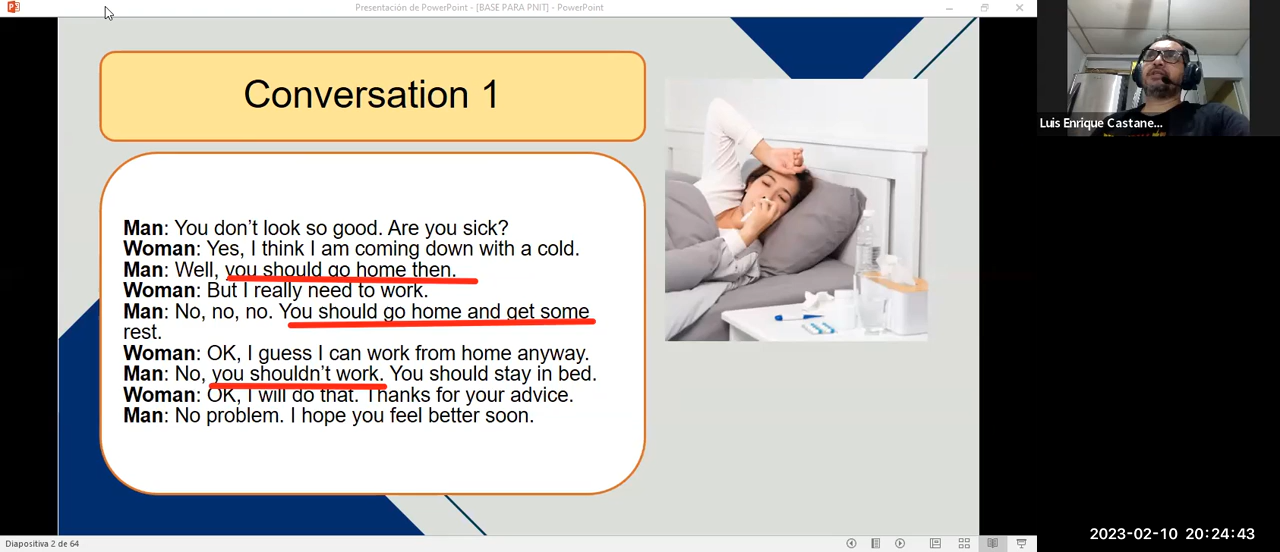 Presentación de PowerPoint - [BASE PARA PNIT] - PowerPoint
Conversation 1
Man: You don't look so good. Are you sick?
Woman: Yes, I think I am coming down with a cold.
Man: Well, you should go home then.
Woman: But I really need to work.
Man: No, no, no. You should go home and get some
rest.
Woman: OK, I guess I can work from home anyway.
Man: No, you shouldn't work. You should stay in bed.
Woman: OK, I will do that. Thanks for your advice.
Man: No problem. I hope you feel better soon.
Luis Enrique Castane...
Diapositiva 2 de 64
2023-02-10 20:24:43